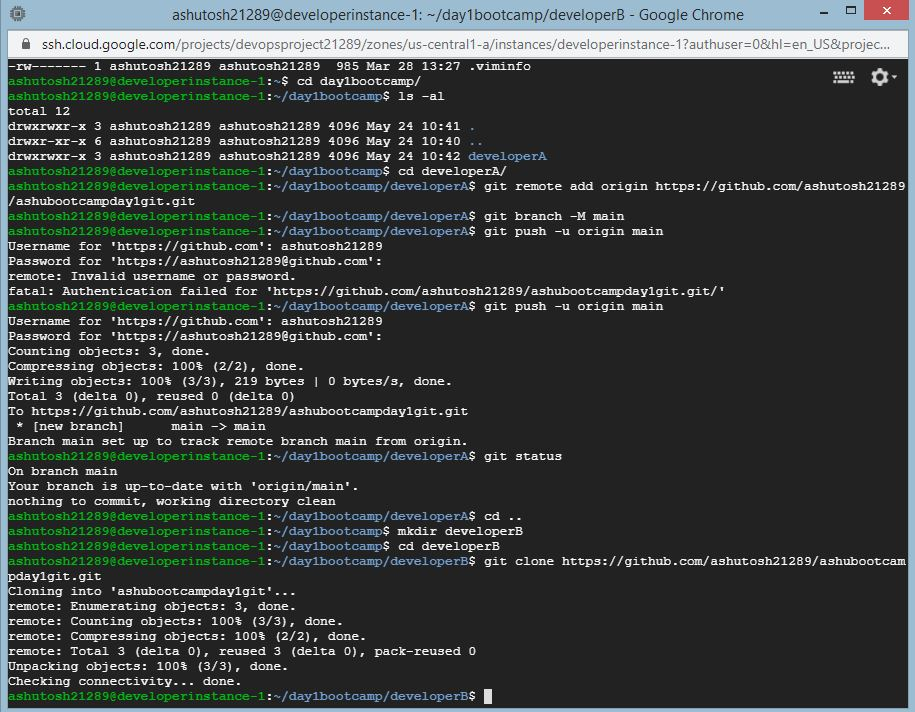 ashutosh21289@developerinstance-1: ~/day1bootcamp/developerB - Google Chrome
ssh.cloud.google.com/projects/devopsproject21289/zones/us-central1-a/instances/developerinstance-1?authuser=0&hl=en_US&projec...
-rw------- 1 ashutosh21289 ashutosh21289  985 Mar 28 13:27 .viminfo
ashutosh21289@developerinstance-1:~$ cd day1bootcamp/
ashutosh21289@developerinstance-1:~/day1bootcamp$ ls -al
total 12
drwxrwxr-x 3 ashutosh21289 ashutosh21289 4096 May 24 10:41 .
drwxr-xr-x 6 ashutosh21289 ashutosh21289 4096 May 24 10:40 ..
drwxrwxr-x 3 ashutosh21289 ashutosh21289 4096 May 24 10:42 developerA
ashutosh21289@developerinstance-1:~/day1bootcamp$ cd developerA/
ashutosh21289@developerinstance-1:~/day1bootcamp/developerA$ git remote add origin https://github.com/ashutosh21289
/ashubootcampday1git.git
ashutosh21289@developerinstance-1:~/day1bootcamp/developerA$ git branch -M main
ashutosh21289@developerinstance-1:~/day1bootcamp/developerA$ git push -u origin main
Username for 'https://github.com': ashutosh21289
Password for 'https://ashutosh21289@github.com':
remote: Invalid username or password.
fatal: Authentication failed for 'https://github.com/ashutosh21289/ashubootcampday1git.git/'
ashutosh21289@developerinstance-1:~/day1bootcamp/developerA$ git push -u origin main
Username for 'https://github.com': ashutosh21289
Password for 'https://ashutosh21289@github.com':
Counting objects: 3, done.
Compressing objects: 100% (2/2), done.
Writing objects: 100% (3/3), 219 bytes | 0 bytes/s, done.
Total 3 (delta 0), reused 0 (delta 0)
To https://github.com/ashutosh21289/ashubootcampday1git.git
 * [new branch]      main -> main
Branch main set up to track remote branch main from origin.
ashutosh21289@developerinstance-1:~/day1bootcamp/developerA$ git status
On branch main
Your branch is up-to-date with 'origin/main'.
nothing to commit, working directory clean
ashutosh21289@developerinstance-1:~/day1bootcamp/developerA$ cd ..
ashutosh21289@developerinstance-1:~/day1bootcamp$ mkdir developerB
ashutosh21289@developerinstance-1:~/day1bootcamp$ cd developerB
ashutosh21289@developerinstance-1:~/day1bootcamp/developerB$ git clone https://github.com/ashutosh21289/ashubootcam
pday1git.git
Cloning into 'ashubootcampday1git'...
remote: Enumerating objects: 3, done.
remote: Counting objects: 100% (3/3), done.
remote: Compressing objects: 100% (2/2), done.
remote: Total 3 (delta 0), reused 3 (delta 0), pack-reused 0
Unpacking objects: 100% (3/3), done.
Checking connectivity... done.
ashutosh21289@developerinstance-1:~/day1bootcamp/developerB$